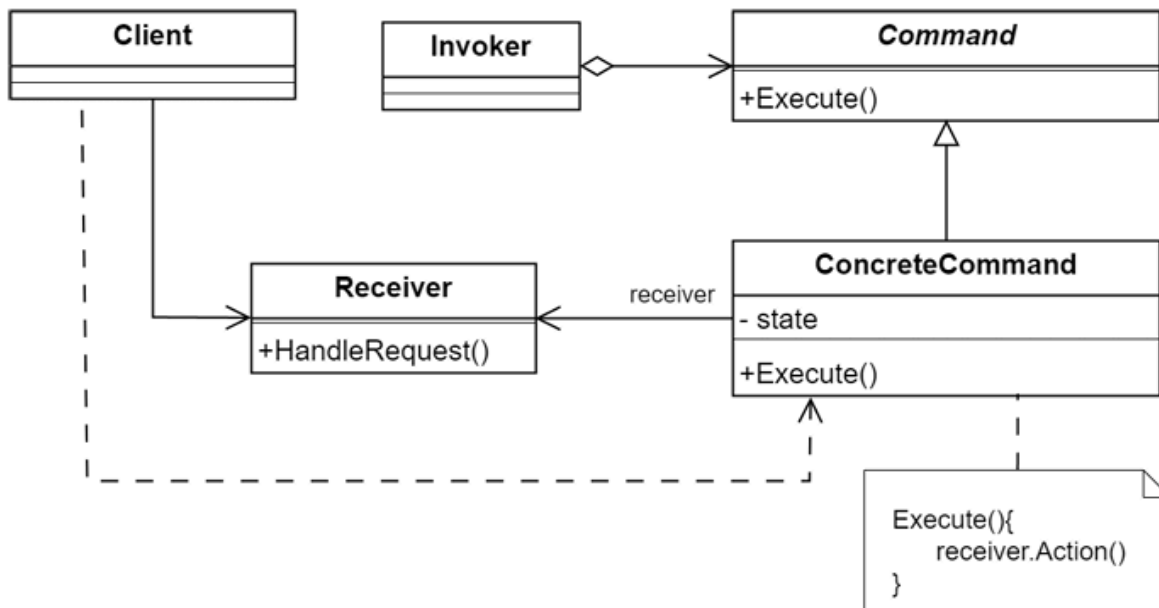 Client
Invoker
Command
+Execute()
Receiver
+HandleRequest()
receiver
ConcreteCommand
- state
+Execute()
Execute(){
receiver.Action()
}